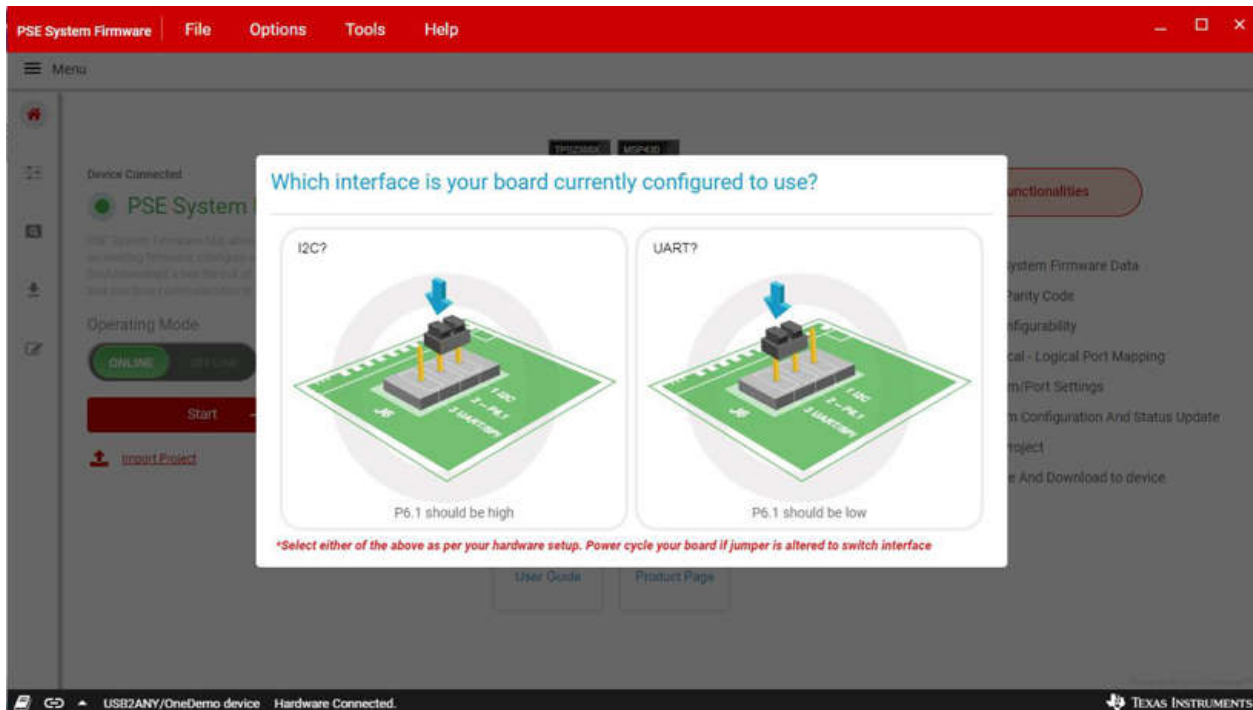 PSE System Firmware File Options Tools Help
Menu
TPS2388X MSP430
Device Connected
PSE System
Which interface is your board currently configured to use?
I2C?
1 I2C
2 – P6.1
3 UART/SPI
J6
P6.1 should be high
UART?
1 I2C
2 – P6.1
3 UART/SPI
J6
P6.1 should be low
*Select either of the above as per your hardware setup. Power cycle your board if jumper is altered to switch interface
Operating Mode
ONLINE OFFLINE
Start
Import Project
unctionalities
ystem Firmware Data
Parity Code
nfigurability
cal - Logical Port Mapping
m/Port Settings
m Configuration And Status Update
roject
e And Download to device
User Guide Product Page
USB2ANY/OneDemo device Hardware Connected.
TEXAS INSTRUMENTS